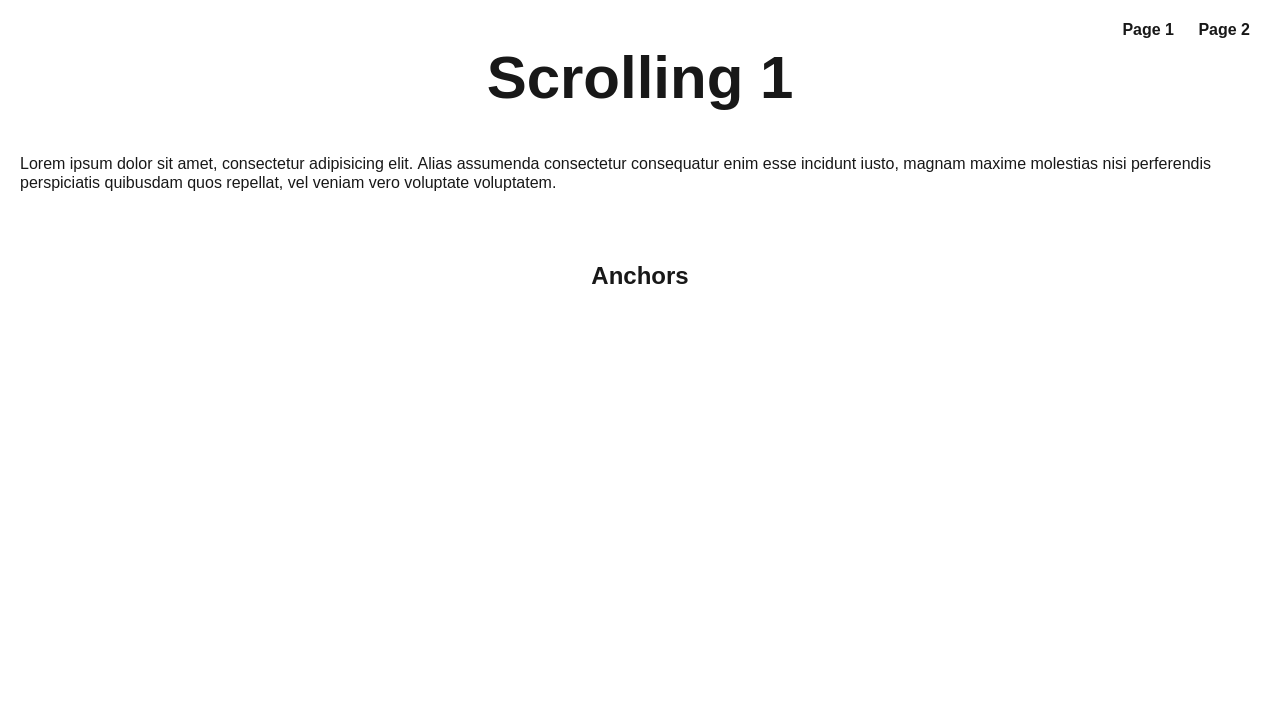 Page 1 Page 2
Scrolling 1
Lorem ipsum dolor sit amet, consectetur adipisicing elit. Alias assumenda consectetur consequatur enim esse incidunt iusto, magnam maxime molestias nisi perferendis
perspiciatis quibusdam quos repellat, vel veniam vero voluptate voluptatem.
Anchors